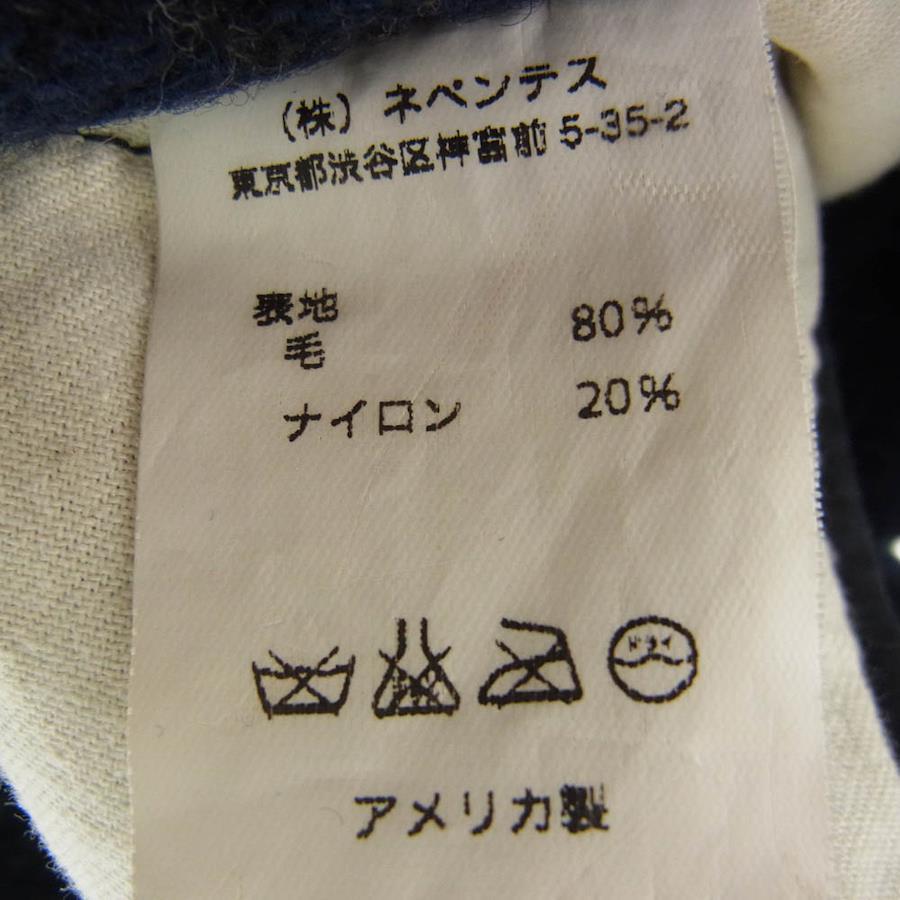 (株) ネペンテス
東京都渋谷区神宮前 5-35-2
表地
毛 80%
ナイロン 20%
ドライ
アメリカ製